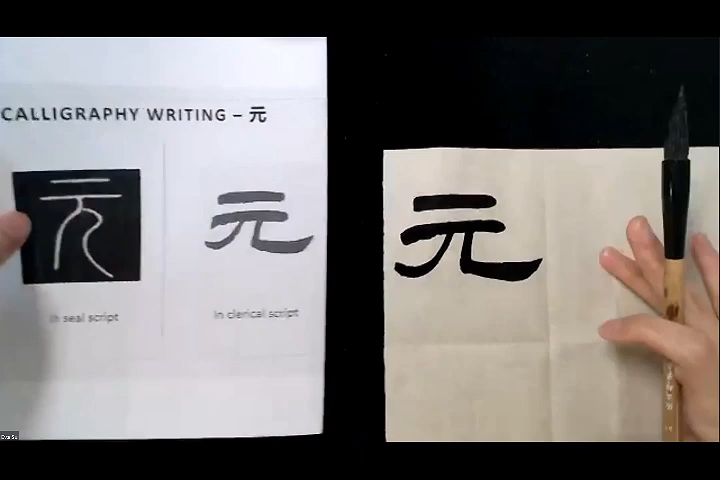 CALLIGRAPHY WRITING – 元
元
元
In seal script
In clerical script
元